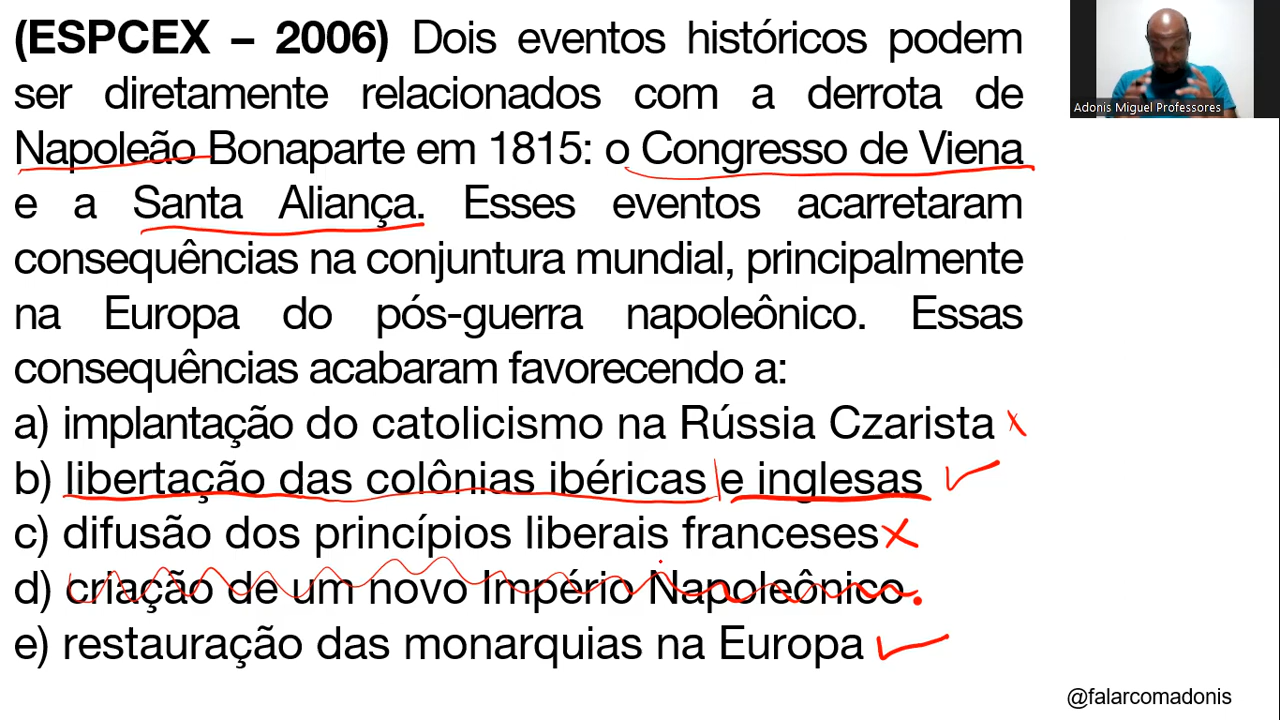 (ESPCEX – 2006) Dois eventos históricos podem
ser diretamente relacionados com a derrota de
Napoleão Bonaparte em 1815: o Congresso de Viena
e a Santa Aliança. Esses eventos acarretaram
consequências na conjuntura mundial, principalmente
na Europa do pós-guerra napoleônico. Essas
consequências acabaram favorecendo a:
a) implantação do catolicismo na Rússia Czarista
b) libertação das colônias ibéricas e inglesas
c) difusão dos princípios liberais franceses
d) criação de um novo Império Napoleônico.
e) restauração das monarquias na Europa
Adonis Miguel Professores
@falarcomadonis